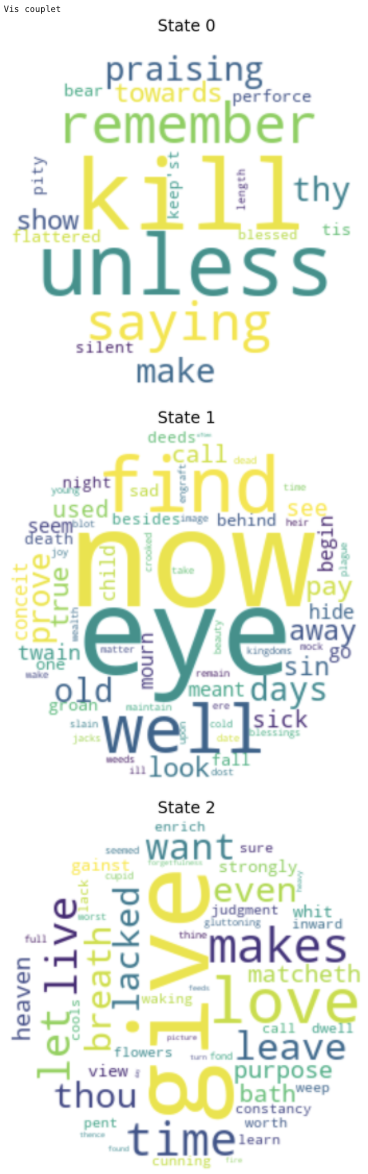 Vis couplet
State 0
praising
bear towards perforce
remember
pity kill keep'st length thy
show
flattered blessed tis
unless
saying
silent
make
State 1
deeds
call dead
night find engraft time
young sad
used see
besides image behind heir
seem blot
death begin
joy now crooked plague
conceit prove true child take pay
wealth eye beauty hide
twain matter kingdoms mock away
one mourn sin go
make remain
old meant days
groan maintain ere
slain well upon cold sick
jacks date blessings
weeds look fall
ill dost
State 2
enrich
seemed want sure
gainst forgetfulness strongly
cupid even heavy
lack judgment whit
worst gluttoning inward
full thine
heaven let live breath lacked give makes
cools matcheth
waking feeds love
call dwell
flowers picture leave
view turn fond purpose
thou bath weep
constancy
pent worth
thence time learn
found
cunning